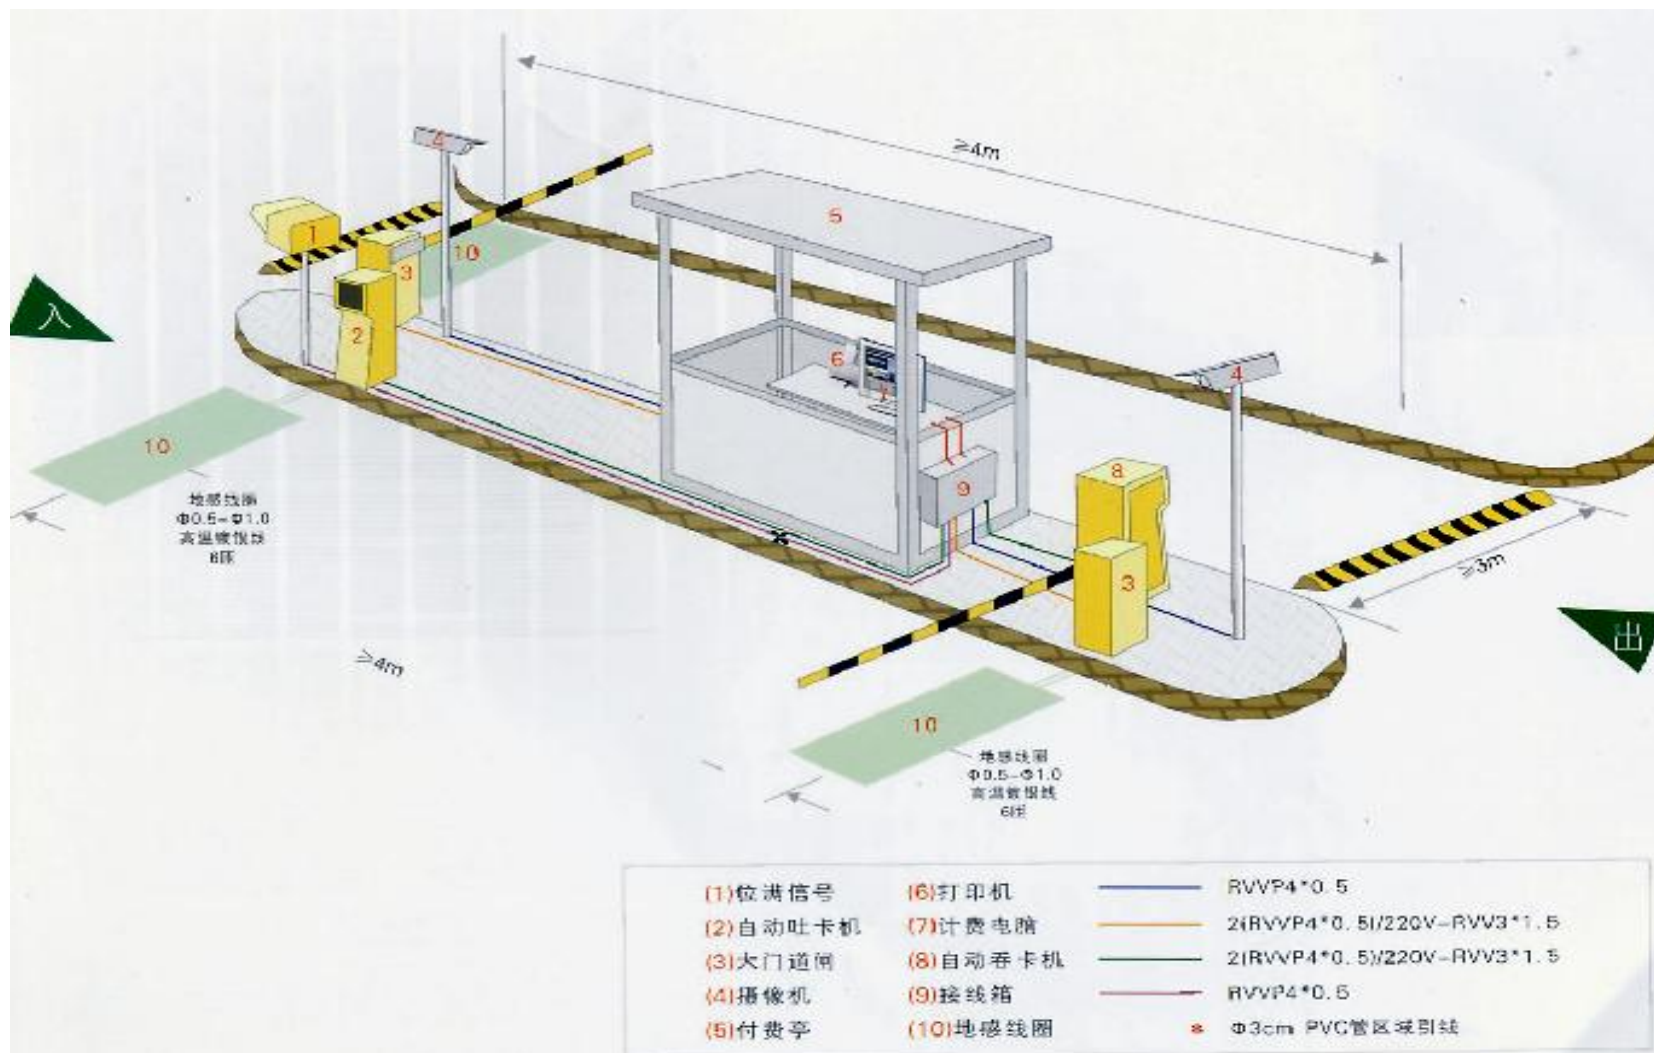 ≥4m
4
1
5
10
3
入
2
6
7
4
10
8
9
地感线圈
Φ0.5-Φ1.0
高温镀银线
6匝
3
≥3m
出
≥4m
10
地感线圈
Φ0.5-Φ1.0
高温镀银线
6匝
(1)位满信号 (6)打印机 RVVP4*0.5
(2)自动吐卡机 (7)计费电脑 2(RVVP4*0.5)/220V-RVV3*1.5
(3)大门道闸 (8)自动吞卡机 2(RVVP4*0.5)/220V-RVV3*1.5
(4)摄像机 (9)接线箱 RVVP4*0.5
(5)付费亭 (10)地感线圈 * Φ3cm PVC管区域引线